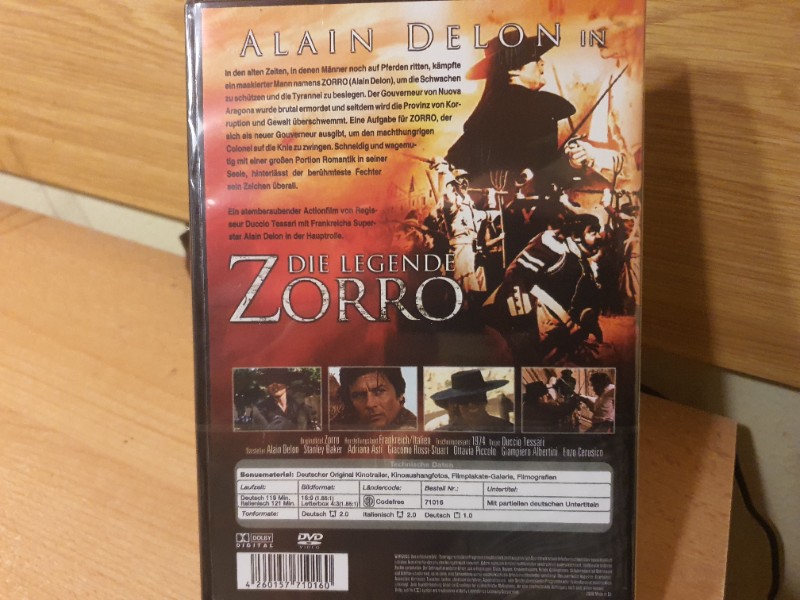 ALAIN DELON IN
In den alten Zeiten, in denen Männer noch auf Pferden ritten, kämpfte
ein maskierter Mann namens ZORRO (Alain Delon), um die Schwachen
zu schützen und die Tyrannei zu besiegen. Der Gouverneur von Nuova
Aragona wurde brutal ermordet und seitdem wird die Provinz von Kor-
ruption und Gewalt überschwemmt. Eine Aufgabe für ZORRO, der
sich als neuer Gouverneur ausgibt, um den machthungrigen
Colonel auf die Knie zu zwingen. Schneidig und wagemu-
tig mit einer großen Portion Romantik in seiner
Seele, hinterlässt der berühmteste Fechter
sein Zeichen überall.
Ein atemberaubender Actionfilm von Regis-
seur Duccio Tessari mit Frankreichs Super-
star Alain Delon in der Hauptrolle.
DIE LEGENDE
ZORRO
Originaltitel Zorro Herstellungsland Frankreich/Italien Erscheinungsjahr 1974 Regie Duccio Tessari
Darsteller Alain Delon Stanley Baker Adriana Asti Giacomo Rossi-Stuart Ottavia Piccolo Giampiero Albertini Enzo Cerusico
Technische Daten
Bonusmaterial: Deutscher Original Kinotrailer, Kinoaushangfotos, Filmplakate-Galerie, Filmografien
Laufzeit: Bildformat: Ländercode: Bestell Nr.: Untertitel:
Deutsch 119 Min. 16:9 (1.85:1) Codefree 71016 Mit partiellen deutschen Untertiteln
Italienisch 121 Min. Letterbox 4:3(1.85:1)
Tonformate: Deutsch 2.0 Italienisch 2.0 Deutsch 1.0
DOLBY
DIGITAL
DVD
VIDEO
4 260157 710160